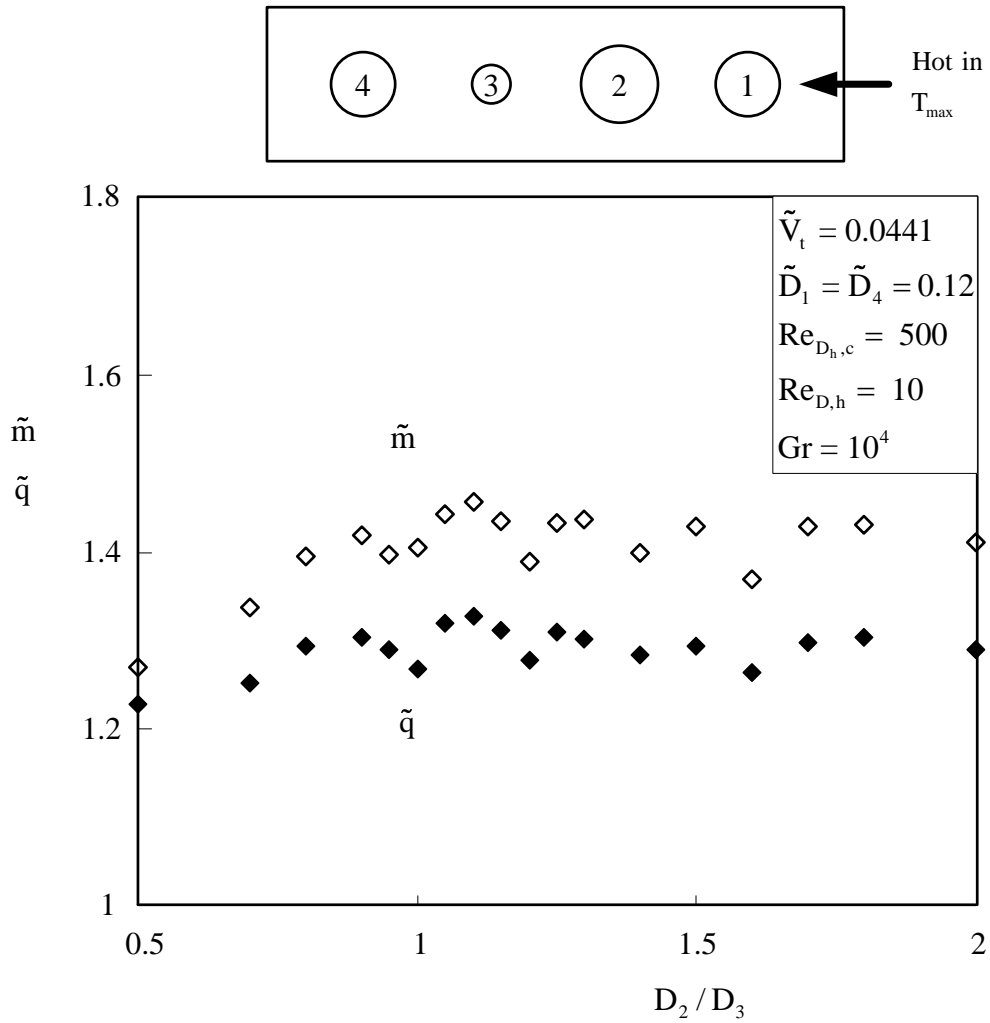 4 3 2 1
Hot in
T_max
1.8
Ṽ_t = 0.0441
D̃_1 = D̃_4 = 0.12
Re_{D_h,c} = 500
1.6
Re_{D,h} = 10
m̃
m̃
Gr = 10^4
q̃
1.4
q̃
1.2
1
0.5 1 1.5 2
D_2 / D_3